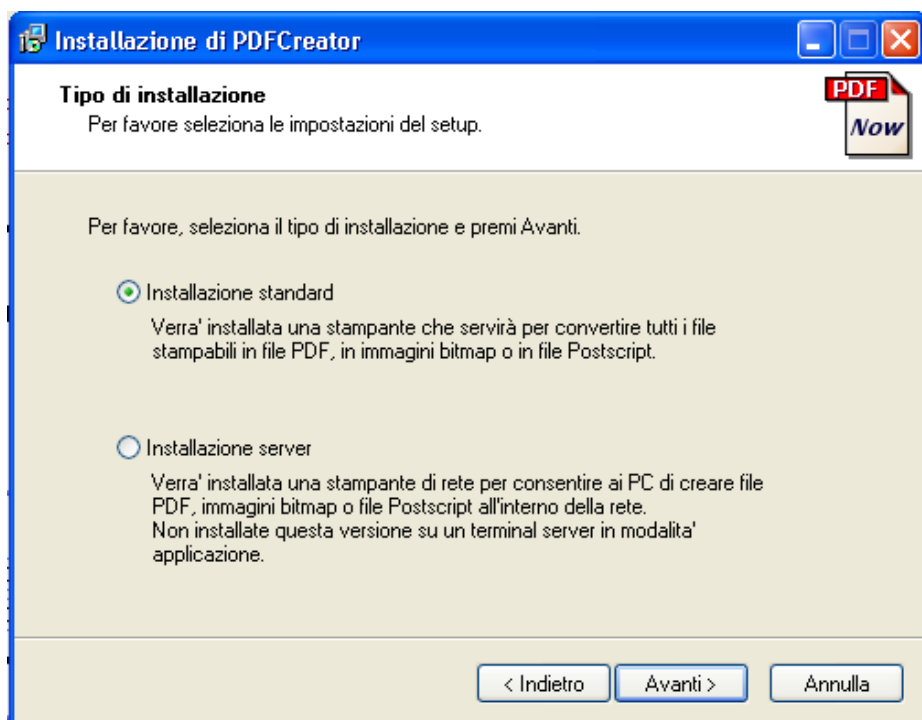 Installazione di PDFCreator
Tipo di installazione
Per favore seleziona le impostazioni del setup.
PDF
Now
Per favore, seleziona il tipo di installazione e premi Avanti.
Installazione standard
Verra' installata una stampante che servirà per convertire tutti i file
stampabili in file PDF, in immagini bitmap o in file Postscript.
Installazione server
Verra' installata una stampante di rete per consentire ai PC di creare file
PDF, immagini bitmap o file Postscript all'interno della rete.
Non installate questa versione su un terminal server in modalita'
applicazione.
< Indietro
Avanti >
Annulla